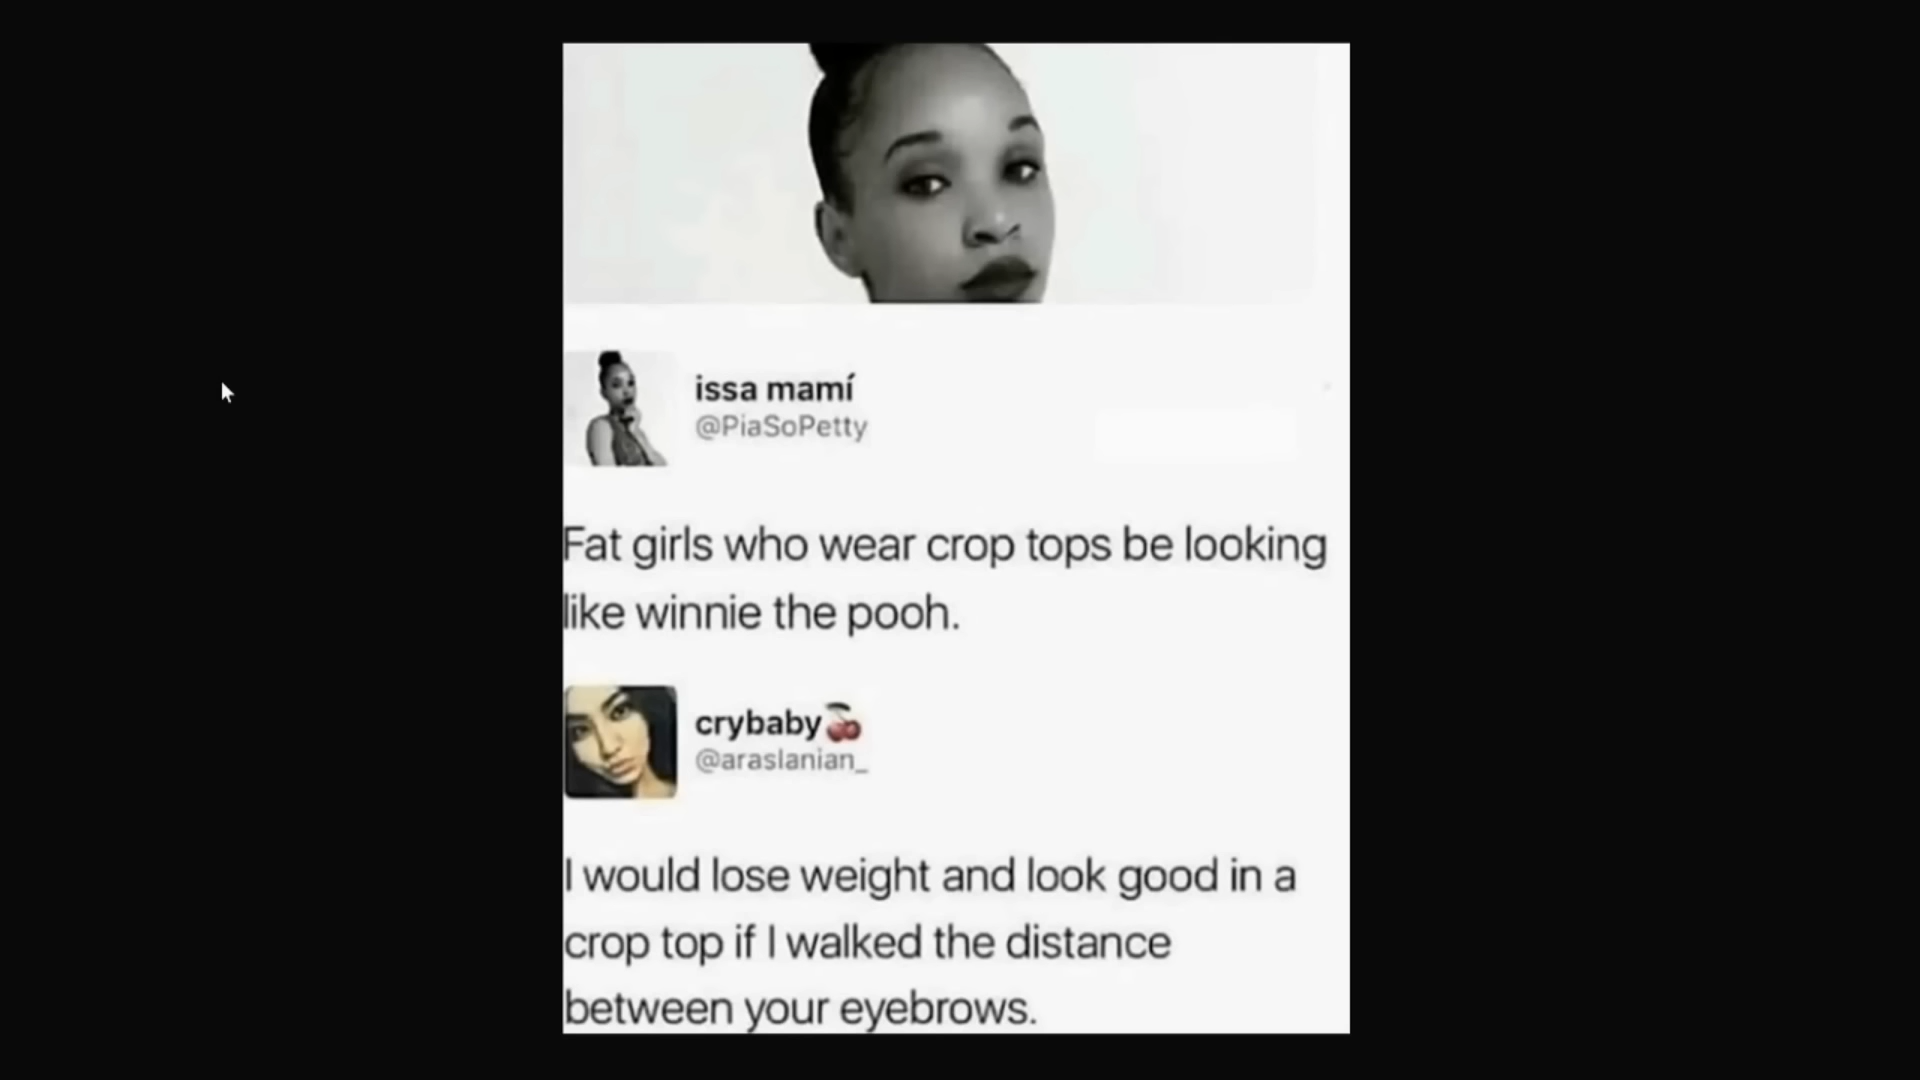 issa mamí
@PiaSoPetty
Fat girls who wear crop tops be looking
like winnie the pooh.
crybaby🍒
@araslanian_
I would lose weight and look good in a
crop top if I walked the distance
between your eyebrows.